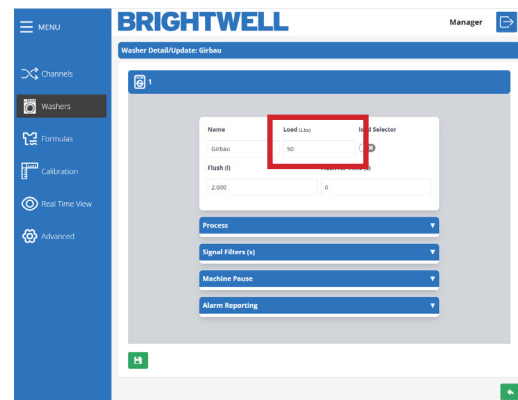 MENU
BRIGHTWELL
Manager
Washer Detail/Update: Girbau
Channels
Washers
Formulas
Calibration
Real Time View
Advanced
1
Name
Load (Lbs)
Selector
Girbau
50
Flush (l)
2.000
0
Process
Signal Filters (s)
Machine Pause
Alarm Reporting